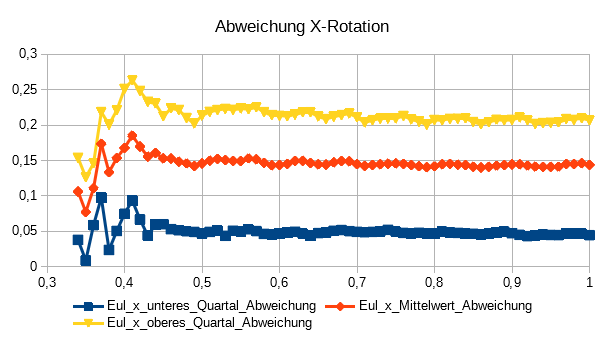 Abweichung X-Rotation
0,3
0,25
0,2
0,15
0,1
0,05
0
0,3 0,4 0,5 0,6 0,7 0,8 0,9 1
Eul_x_unteres_Quartal_Abweichung Eul_x_Mittelwert_Abweichung
Eul_x_oberes_Quartal_Abweichung